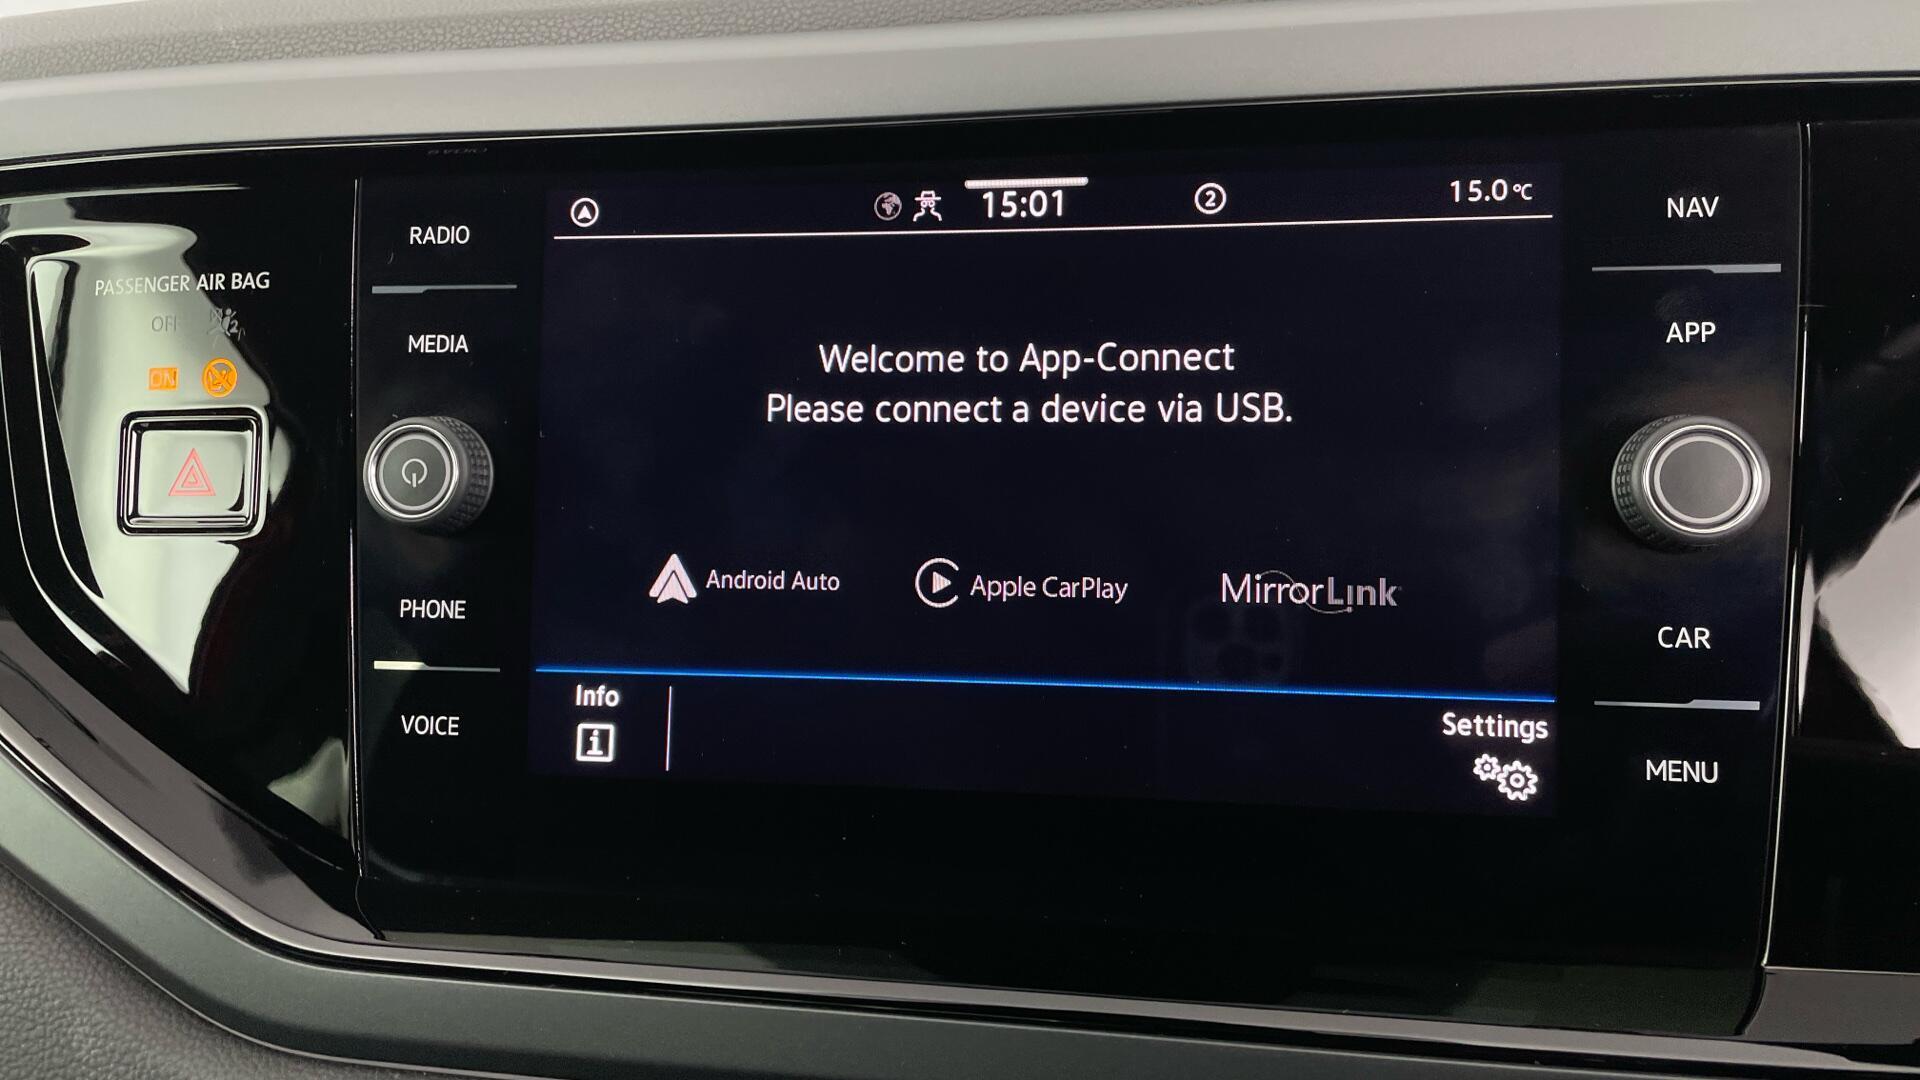 RADIO
MEDIA
PHONE
VOICE
PASSENGER AIR BAG
OFF
ON
15:01
2
15.0 °C
Welcome to App-Connect
Please connect a device via USB.
Android Auto
Apple CarPlay
MirrorLink
Info
Settings
NAV
APP
CAR
MENU